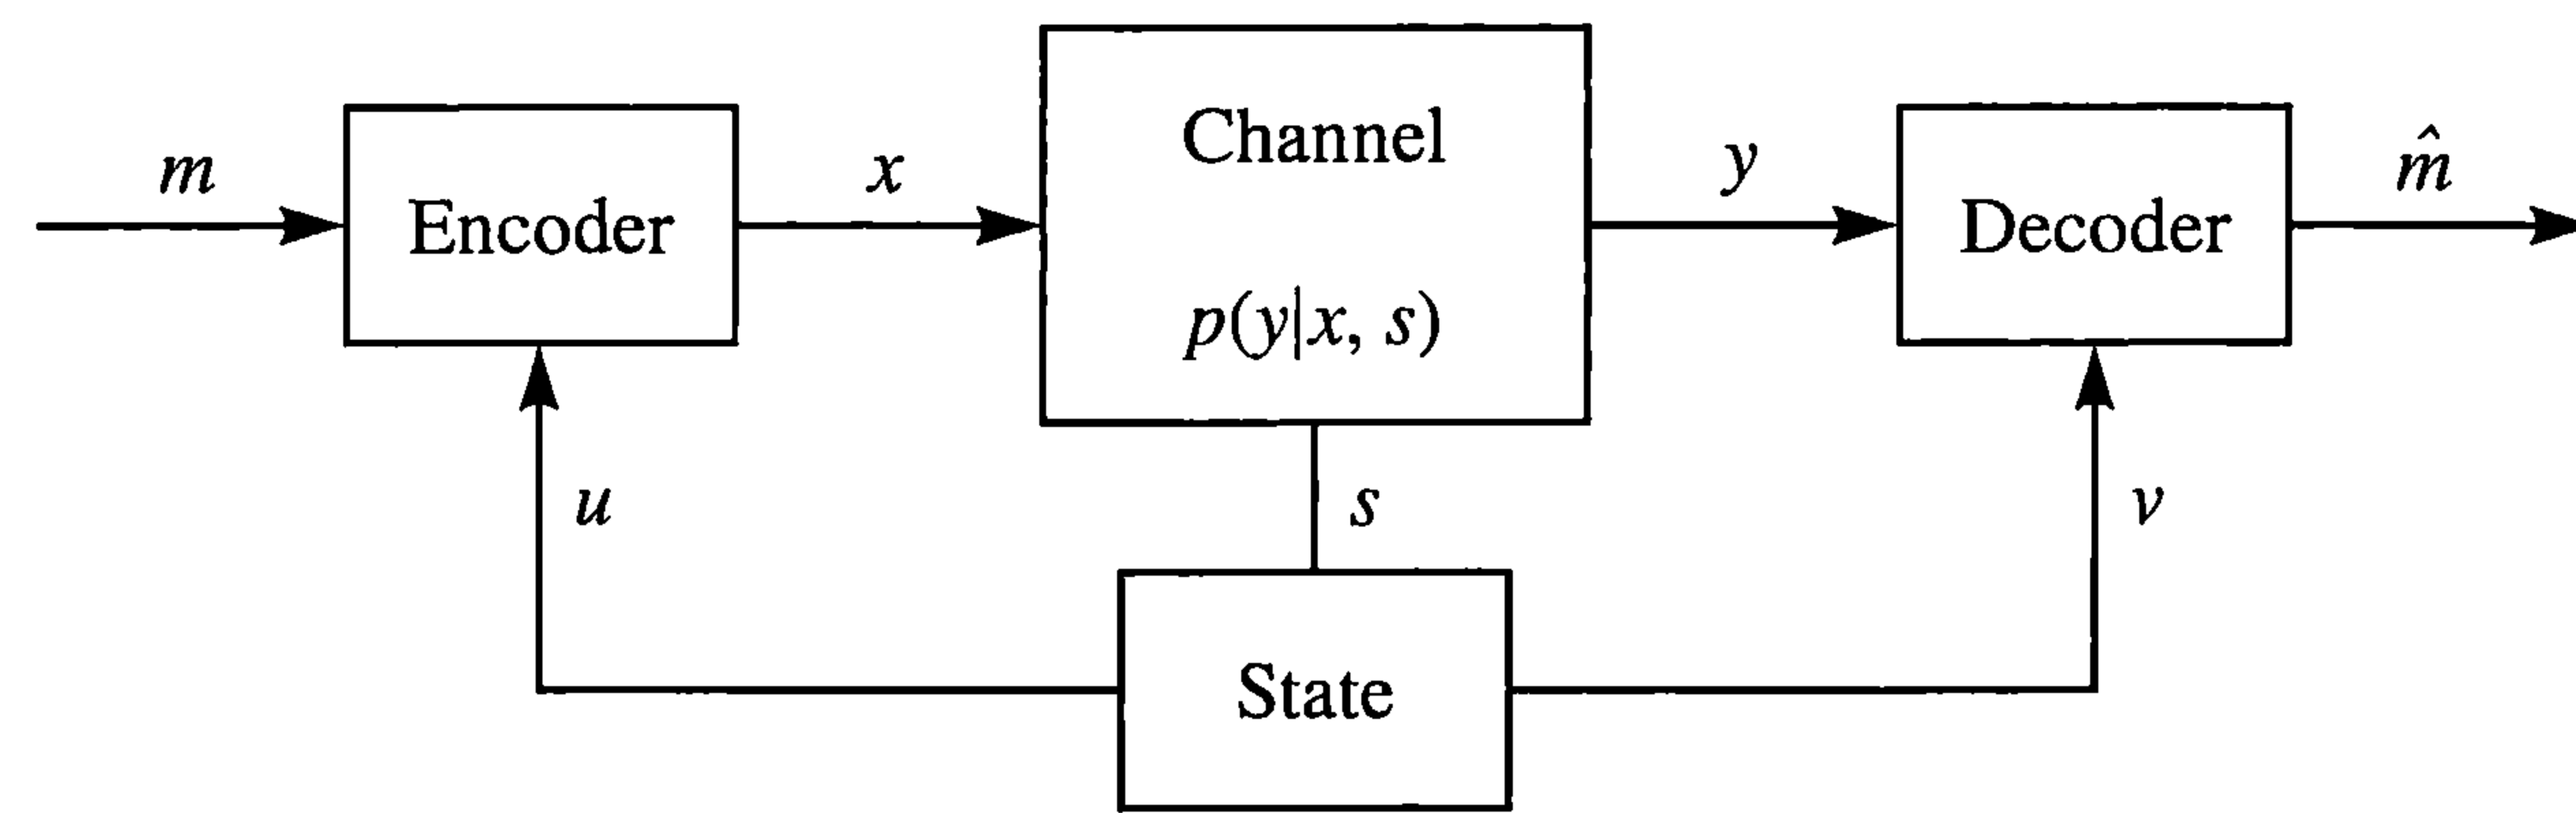 m
Encoder
x
Channel
p(y|x, s)
y
Decoder
m̂
u
s
v
State